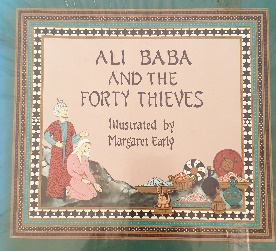 ALI BABA
AND THE
FORTY THIEVES
Illustrated by
Margaret Early